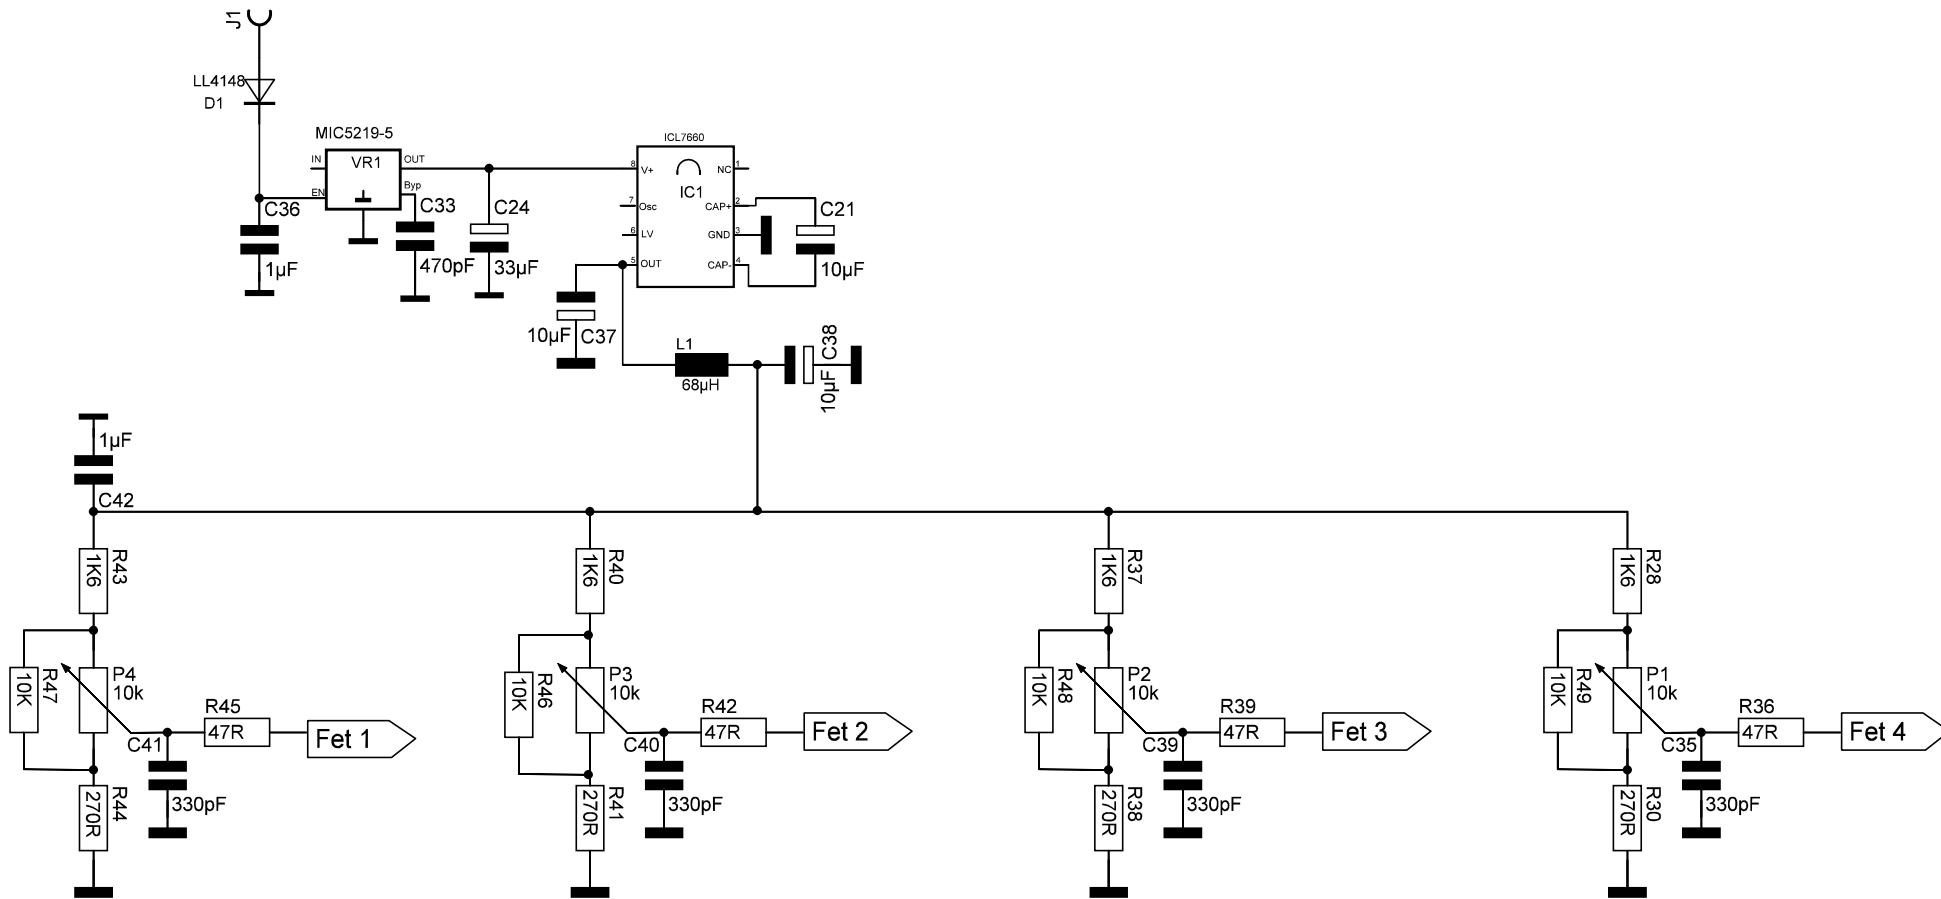 J1
LL4148
D1
MIC5219-5
IN
VR1
OUT
EN
Byp
C36
1µF
C33
470pF
C24
33µF
ICL7660
8
V+
NC
1
IC1
7
Osc
CAP+
2
6
LV
GND
3
5
OUT
CAP-
4
C21
10µF
10µF
C37
L1
68µH
10µF
C38
1µF
C42
R43
1K6
R40
1K6
R37
1K6
R28
1K6
R47
10K
P4
10k
R45
47R
Fet 1
C41
330pF
R44
270R
R46
10K
P3
10k
R42
47R
Fet 2
C40
330pF
R41
270R
R48
10K
P2
10k
R39
47R
Fet 3
C39
330pF
R38
270R
R49
10K
P1
10k
R36
47R
Fet 4
C35
330pF
R30
270R